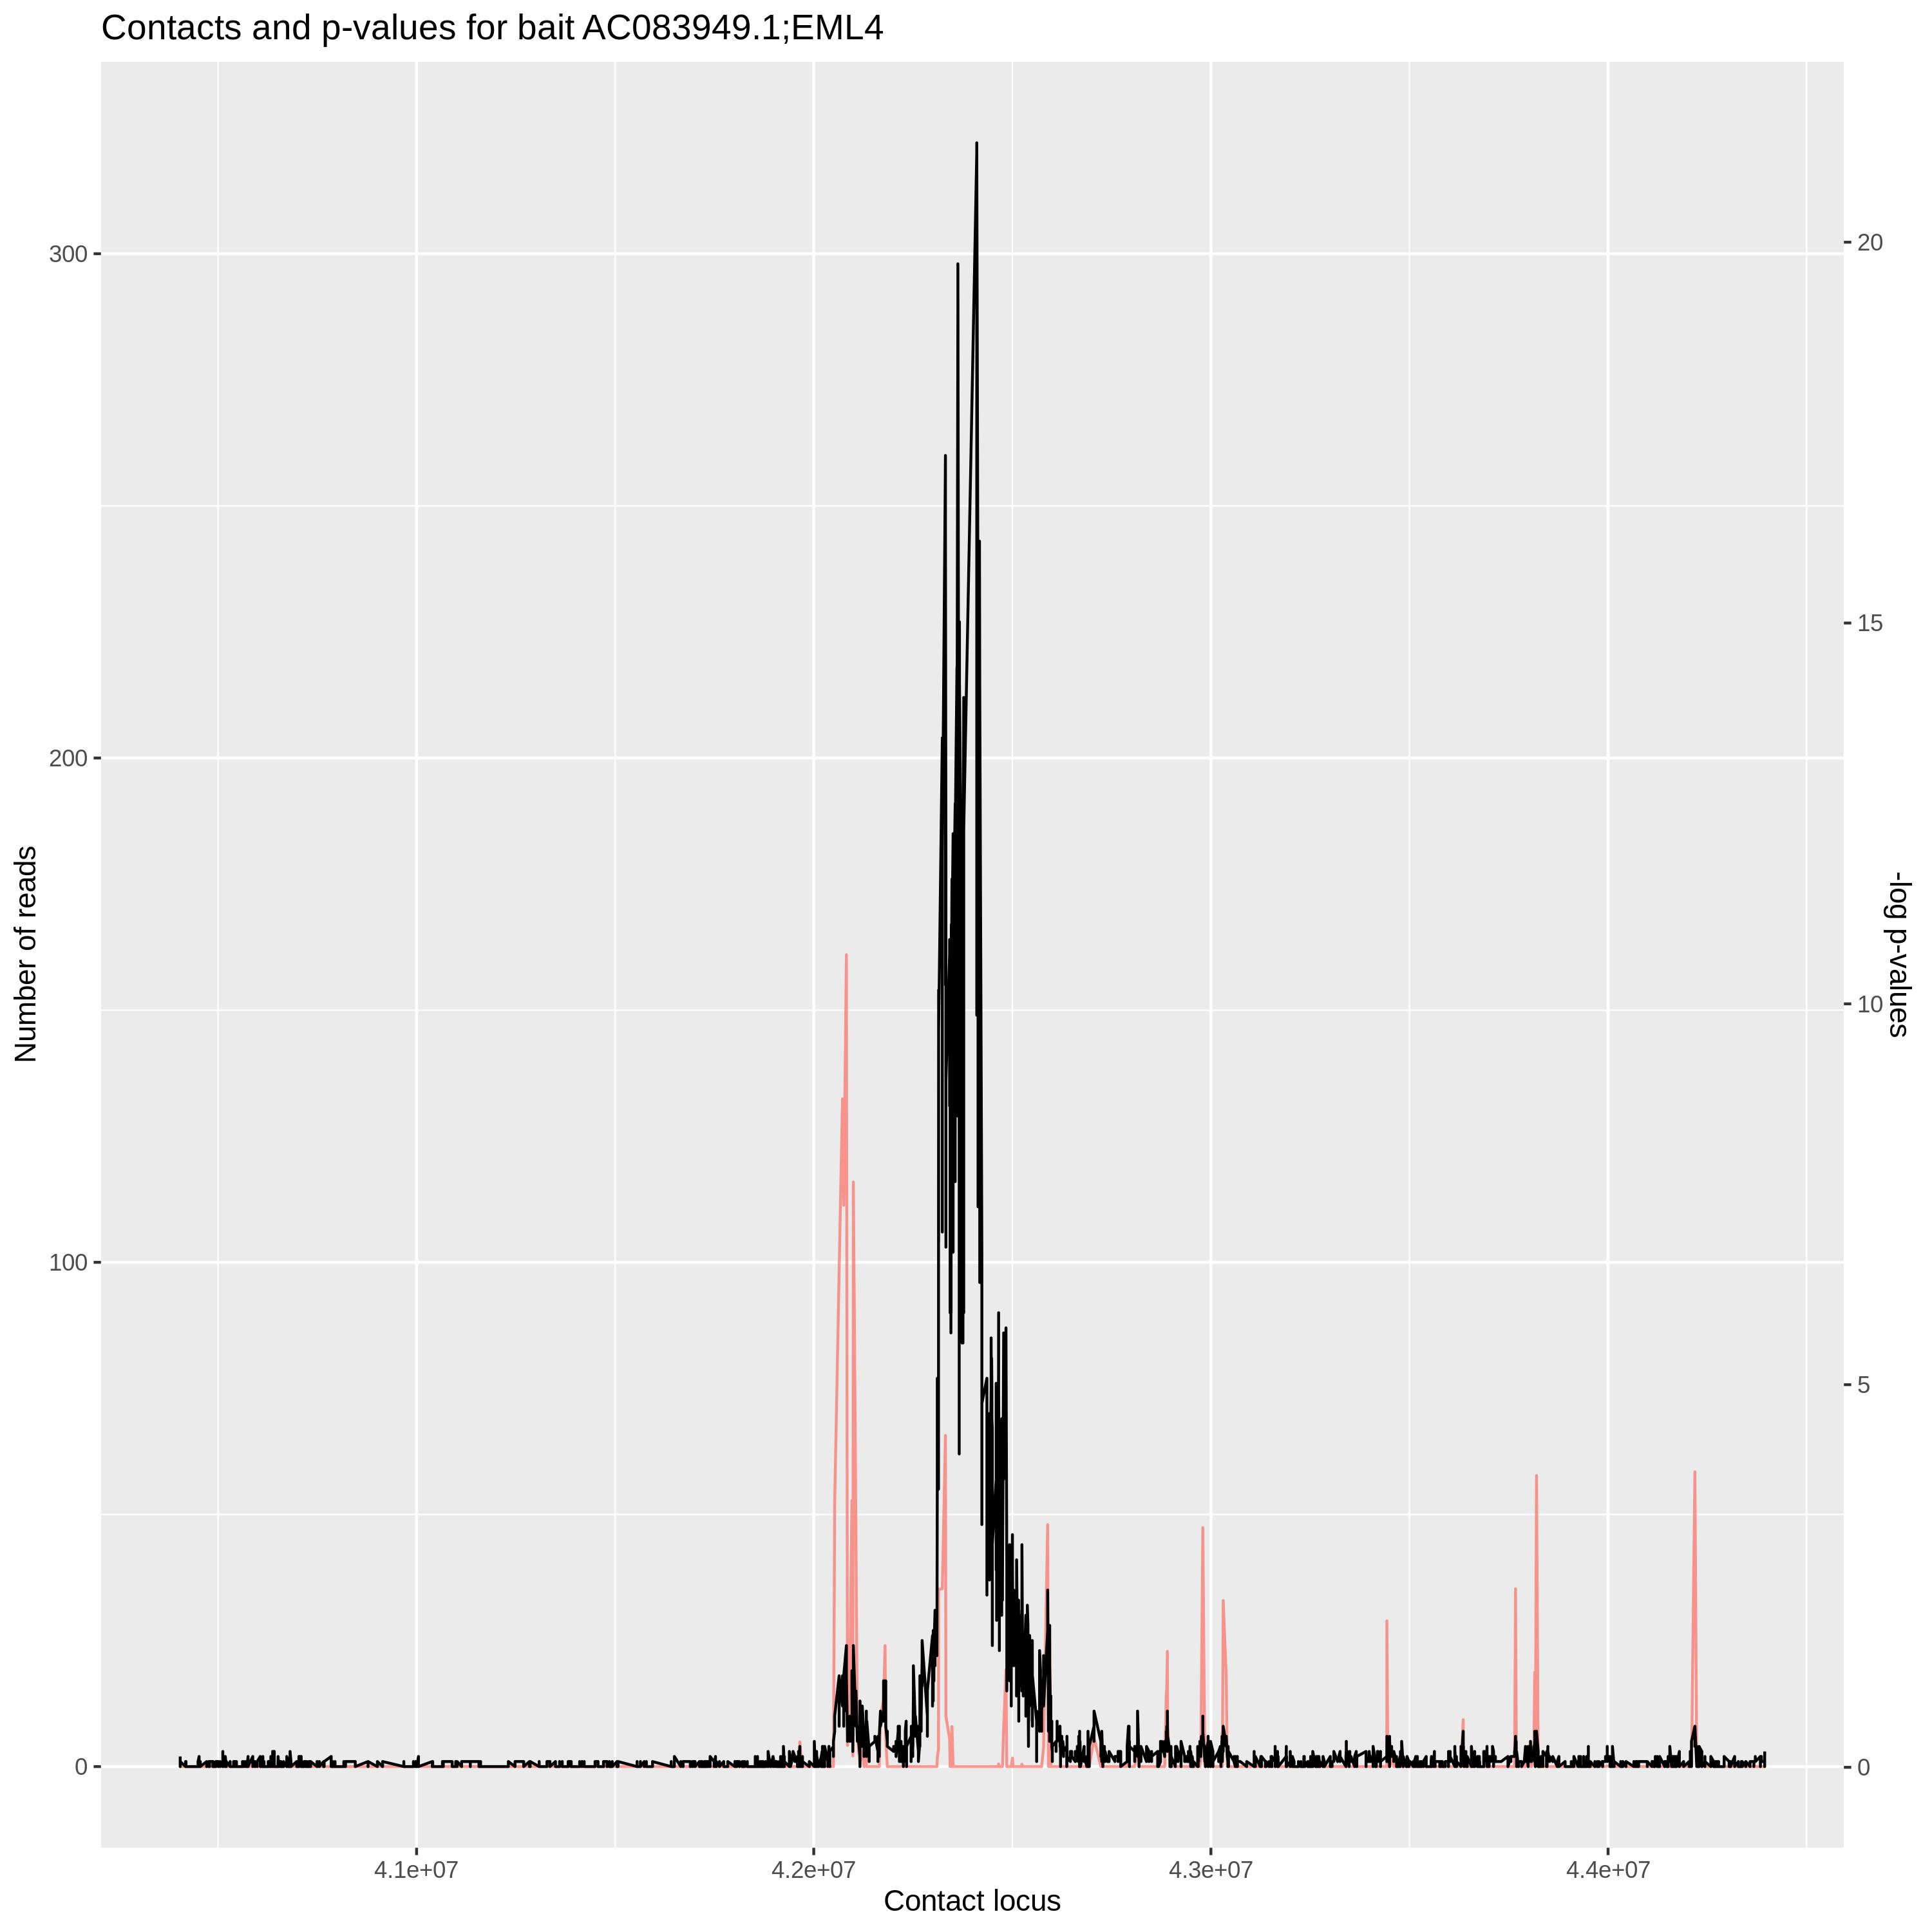 Contacts and p-values for bait AC083949.1;EML4
300
200
100
0
Number of reads
20
15
10
5
0
-log p-values
4.1e+07 4.2e+07 4.3e+07 4.4e+07
Contact locus